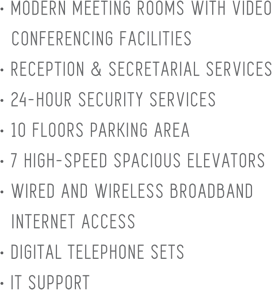 • MODERN MEETING ROOMS WITH VIDEO
CONFERENCING FACILITIES
• RECEPTION & SECRETARIAL SERVICES
• 24-HOUR SECURITY SERVICES
• 10 FLOORS PARKING AREA
• 7 HIGH-SPEED SPACIOUS ELEVATORS
• WIRED AND WIRELESS BROADBAND
INTERNET ACCESS
• DIGITAL TELEPHONE SETS
• IT SUPPORT